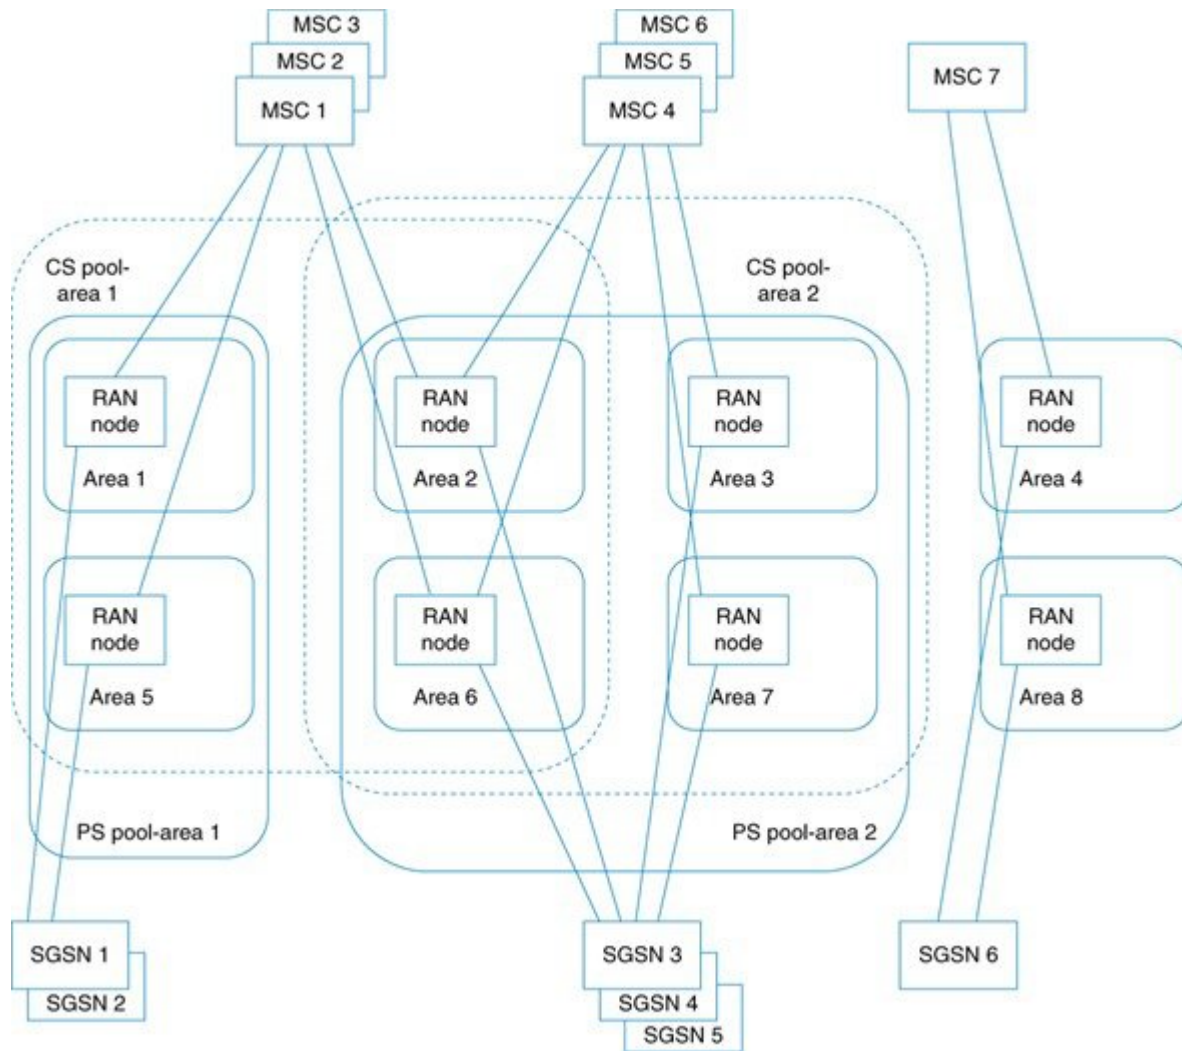 MSC 3
MSC 2
MSC 1
MSC 6
MSC 5
MSC 4
MSC 7
CS pool-
area 1
CS pool-
area 2
RAN
node
Area 1
RAN
node
Area 2
RAN
node
Area 3
RAN
node
Area 4
RAN
node
Area 5
RAN
node
Area 6
RAN
node
Area 7
RAN
node
Area 8
PS pool-area 1
PS pool-area 2
SGSN 1
SGSN 2
SGSN 3
SGSN 4
SGSN 5
SGSN 6